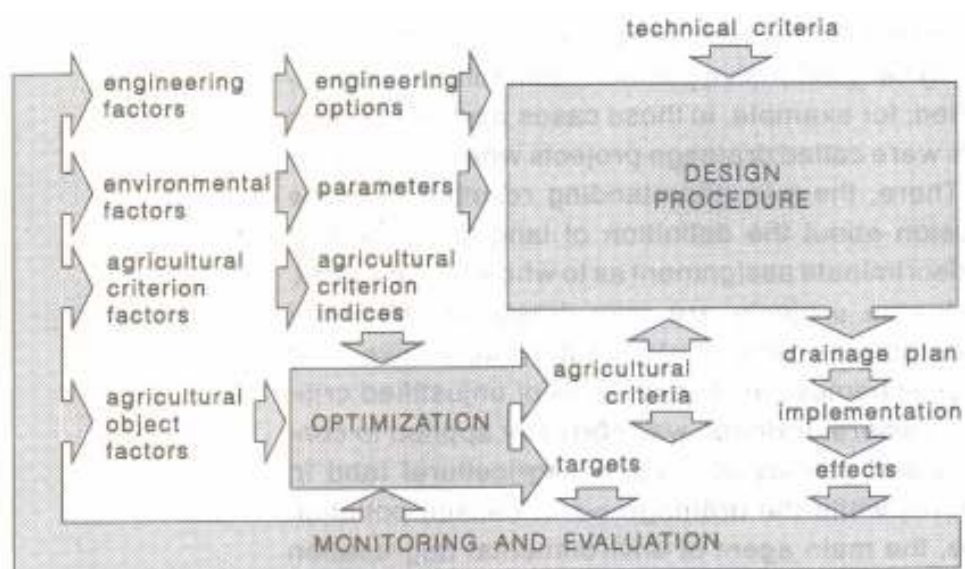 technical criteria
engineering
factors
engineering
options
environmental
factors
parameters
DESIGN
PROCEDURE
agricultural
criterion
factors
agricultural
criterion
indices
agricultural
object
factors
OPTIMIZATION
agricultural
criteria
targets
drainage plan
implementation
effects
MONITORING AND EVALUATION